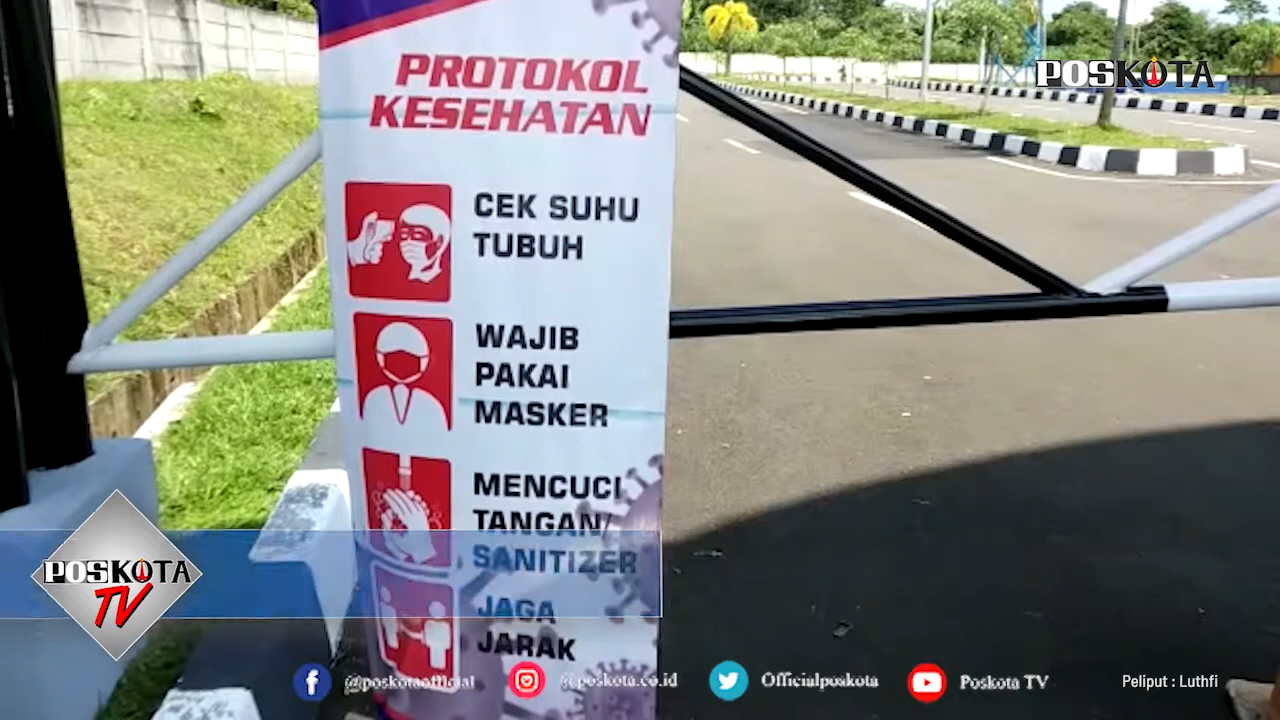 POSKOTA
PROTOKOL
KESEHATAN
CEK SUHU
TUBUH
WAJIB
PAKAI
MASKER
MENCUCI
TANGAN/
SANITIZER
JAGA
JARAK
POSKOTA
TV
@poskotaofficial
@poskota.co.id
Officialposkota
Poskota TV
Peliput : Luthfi